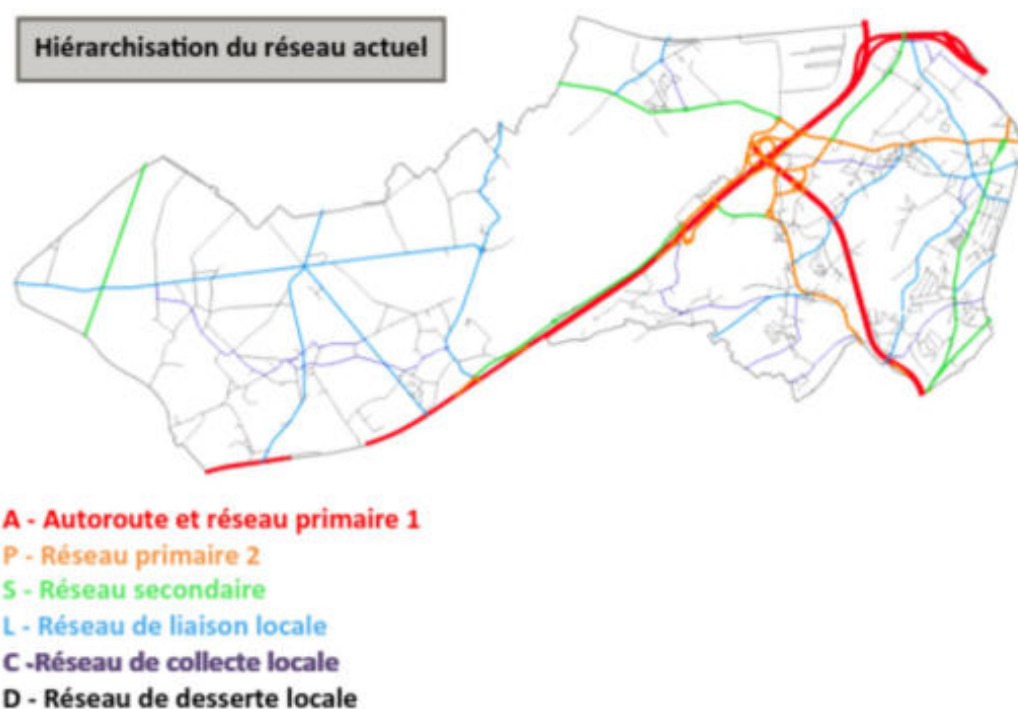 Hiérarchisation du réseau actuel
A - Autoroute et réseau primaire 1
P - Réseau primaire 2
S - Réseau secondaire
L - Réseau de liaison locale
C -Réseau de collecte locale
D - Réseau de desserte locale